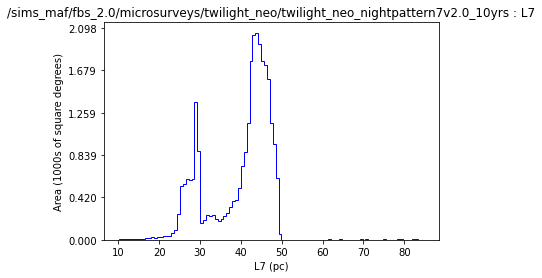 /sims_maf/fbs_2.0/microsurveys/twilight_neo/twilight_neo_nightpattern7v2.0_10yrs : L7
2.098
1.679
1.259
0.839
0.420
0.000
Area (1000s of square degrees)
10 20 30 40 50 60 70 80
L7 (pc)